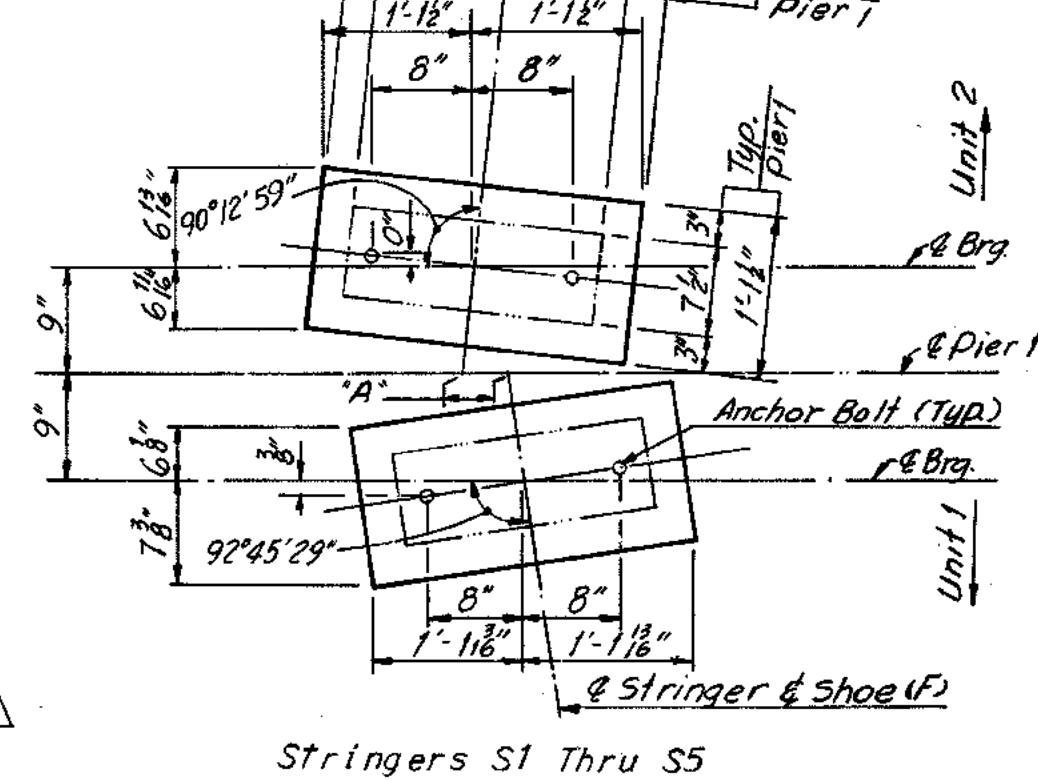 Pier 1
1'-1½"
1'-1½"
8"
8"
Typ.
Pier 1
Unit 2
6 13/16"
90°12'59"
0"
3"
℄ Brg.
6 11/16"
7½"
1'-1½"
9"
3"
℄ Pier 1
"A"
9"
Anchor Bolt (Typ.)
6⅛"
⅜"
℄ Brg.
7⅜"
92°45'29"
Unit 1
8"
8"
1'-1 3/16"
1'-1 13/16"
℄ Stringer ℄ Shoe (F)
Stringers S1 Thru S5